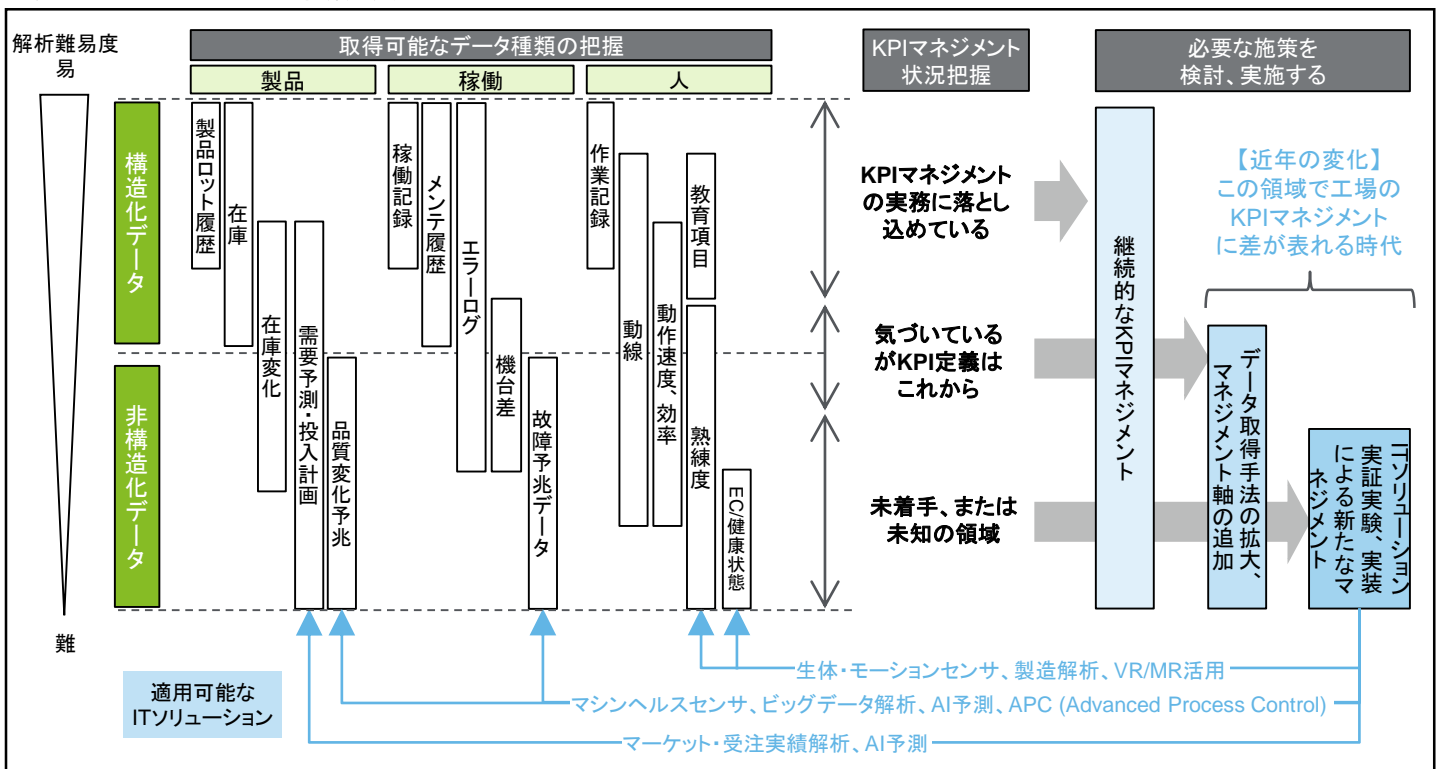 解析難易度
易
難
取得可能なデータ種類の把握
製品
稼働
人
構造化データ
非構造化データ
製品ロット履歴
在庫
在庫変化
需要予測・投入計画
品質変化予兆
稼働記録
メンテ履歴
エラーログ
機台差
故障予兆データ
作業記録
動線
動作速度、効率
教育項目
熟練度
EC/健康状態
KPIマネジメント
状況把握
KPIマネジメント
の実務に落とし
込めている
気づいている
がKPI定義は
これから
未着手、または
未知の領域
必要な施策を
検討、実施する
【近年の変化】
この領域で工場の
KPIマネジメント
に差が表れる時代
継続的なKPIマネジメント
データ取得手法の拡大、
マネジメント軸の追加
ITソリューション
実証実験、実装
による新たなマ
ネジメント
適用可能な
ITソリューション
生体・モーションセンサ、製造解析、VR/MR活用
マシンヘルスセンサ、ビッグデータ解析、AI予測、APC (Advanced Process Control)
マーケット・受注実績解析、AI予測